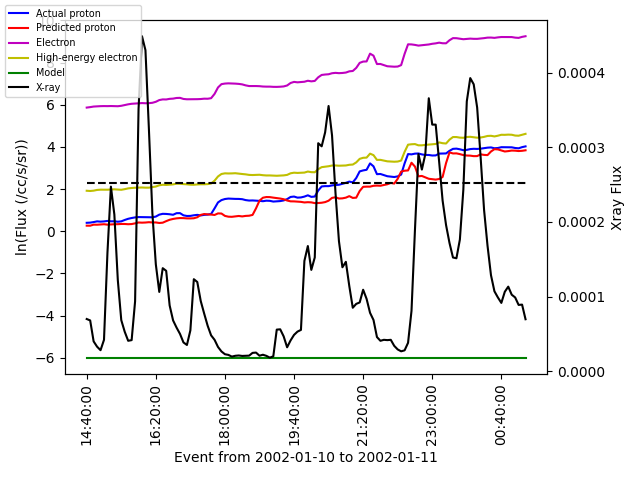 Actual proton
Predicted proton
Electron
High-energy electron
Model
X-ray
6
4
2
0
−2
−4
−6
ln(Flux (/cc/s/sr))
0.0004
0.0003
0.0002
0.0001
0.0000
Xray Flux
14:40:00
16:20:00
18:00:00
19:40:00
21:20:00
23:00:00
00:40:00
Event from 2002-01-10 to 2002-01-11